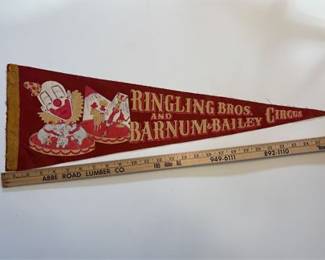 RINGLING BROS.
AND
BARNUM & BAILEY CIRCUS
ABBE ROAD LUMBER CO 949-6111 892-1110